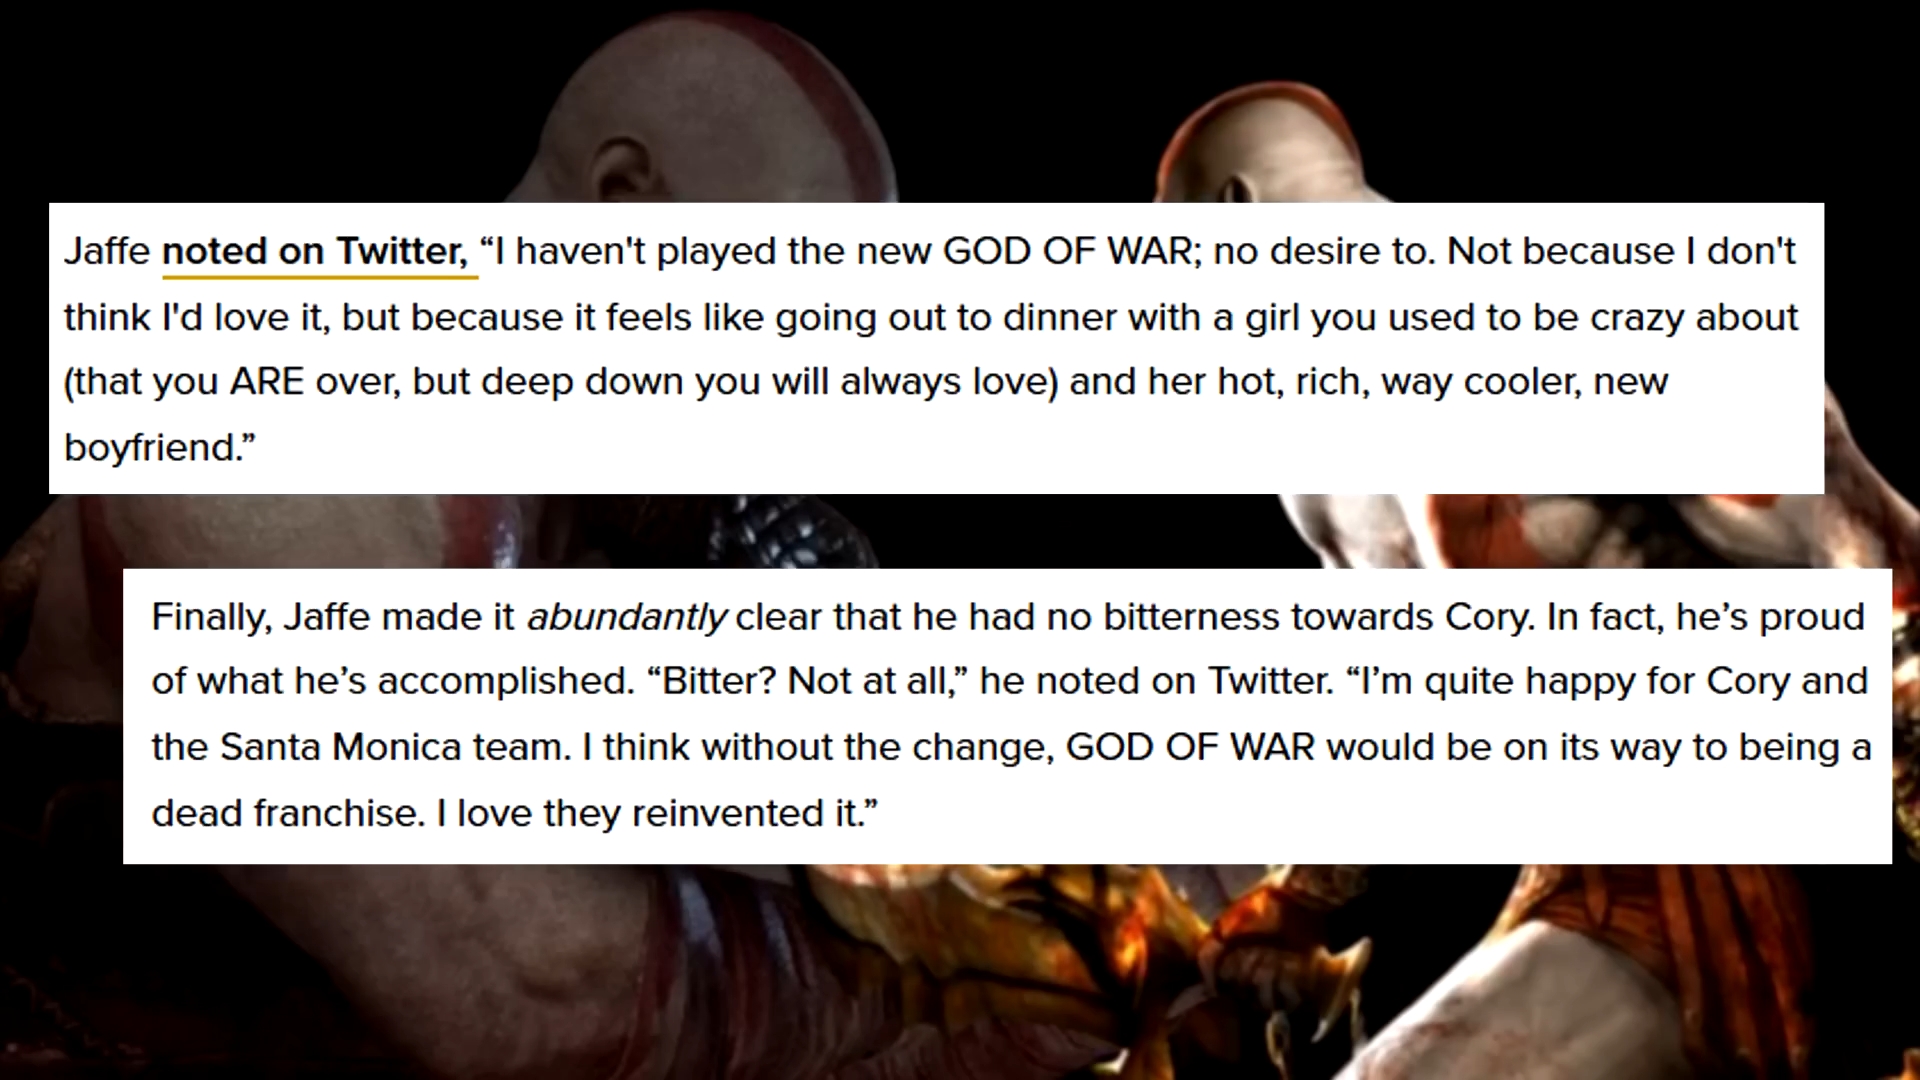 Jaffe noted on Twitter, “I haven't played the new GOD OF WAR; no desire to. Not because I don't
think I'd love it, but because it feels like going out to dinner with a girl you used to be crazy about
(that you ARE over, but deep down you will always love) and her hot, rich, way cooler, new
boyfriend.”
Finally, Jaffe made it abundantly clear that he had no bitterness towards Cory. In fact, he’s proud
of what he’s accomplished. “Bitter? Not at all,” he noted on Twitter. “I’m quite happy for Cory and
the Santa Monica team. I think without the change, GOD OF WAR would be on its way to being a
dead franchise. I love they reinvented it.”